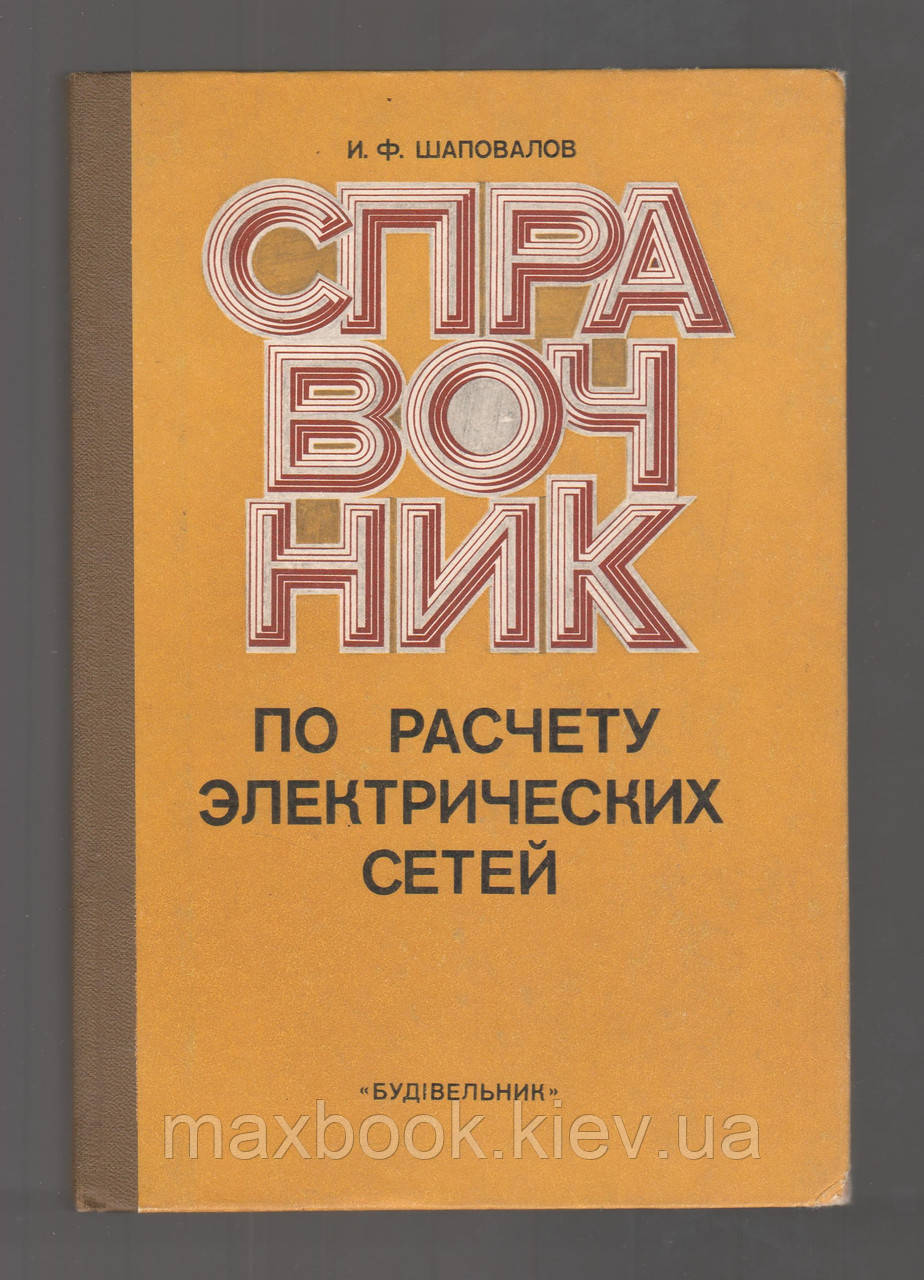 И. Ф. ШАПОВАЛОВ
СПРА
ВОЧ
НИК
ПО РАСЧЕТУ
ЭЛЕКТРИЧЕСКИХ
СЕТЕЙ
«БУДІВЕЛЬНИК»
maxbook.kiev.ua